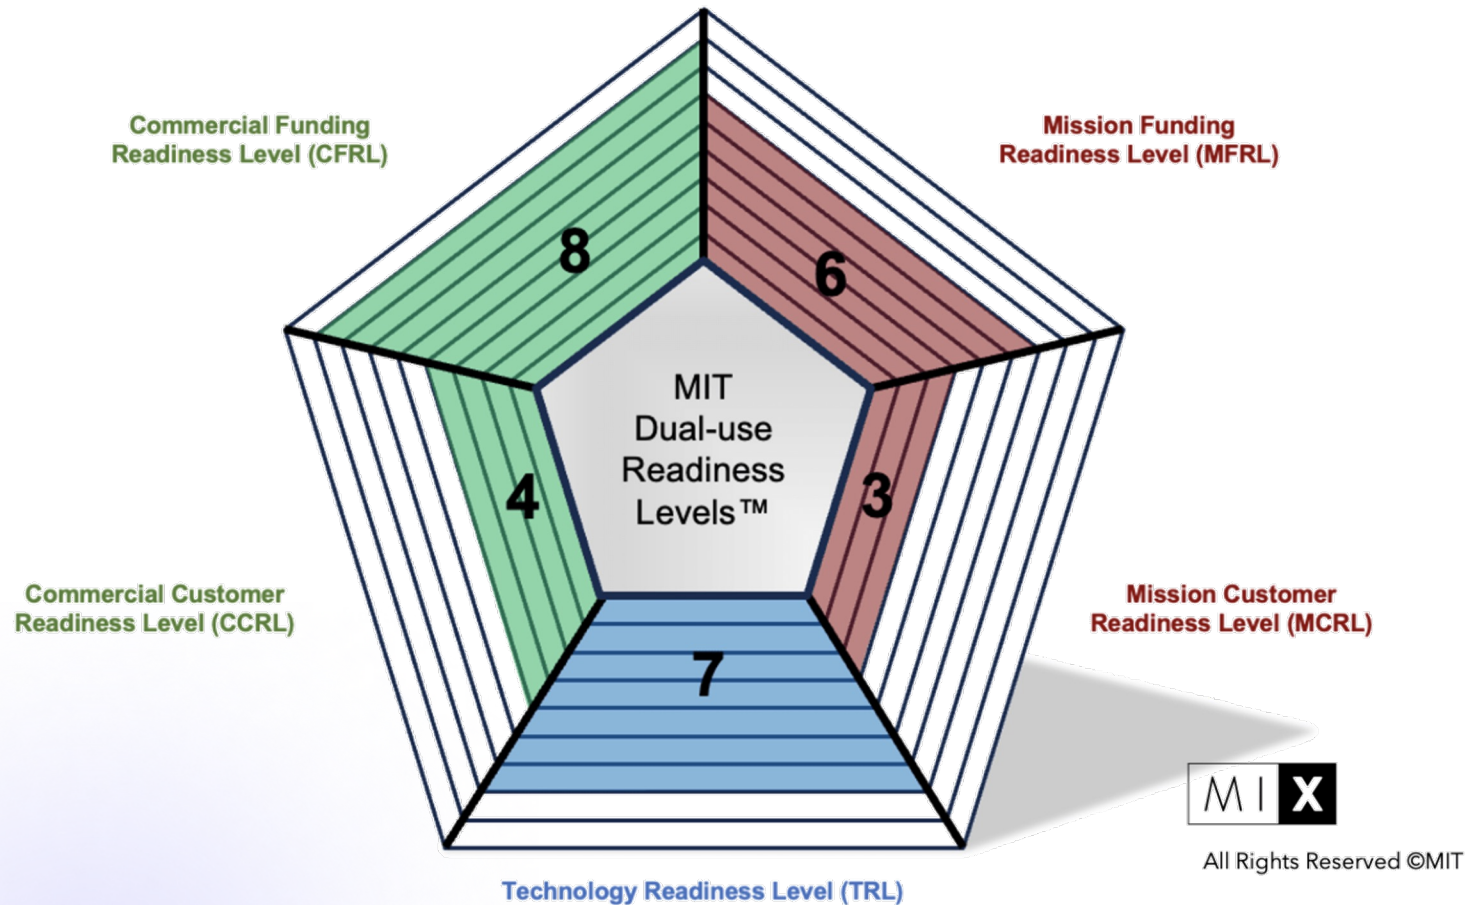 Commercial Funding
Readiness Level (CFRL)
Mission Funding
Readiness Level (MFRL)
8
6
MIT
Dual-use
Readiness
Levels™
4
3
Commercial Customer
Readiness Level (CCRL)
Mission Customer
Readiness Level (MCRL)
7
MIX
All Rights Reserved ©MIT
Technology Readiness Level (TRL)